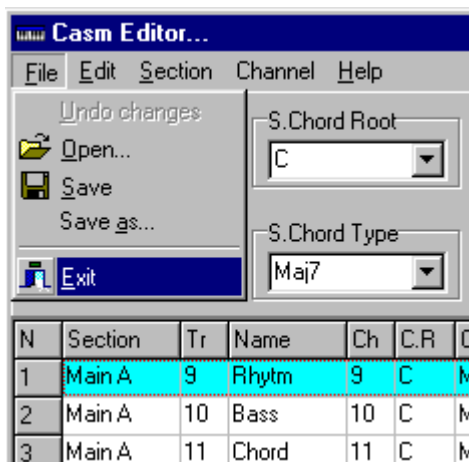 Casm Editor...
File Edit Section Channel Help
Undo changes
Open...
Save
Save as...
Exit
S.Chord Root
C
S.Chord Type
Maj7
N Section Tr Name Ch C.R
1 Main A 9 Rhytm 9 C
2 Main A 10 Bass 10 C
3 Main A 11 Chord 11 C